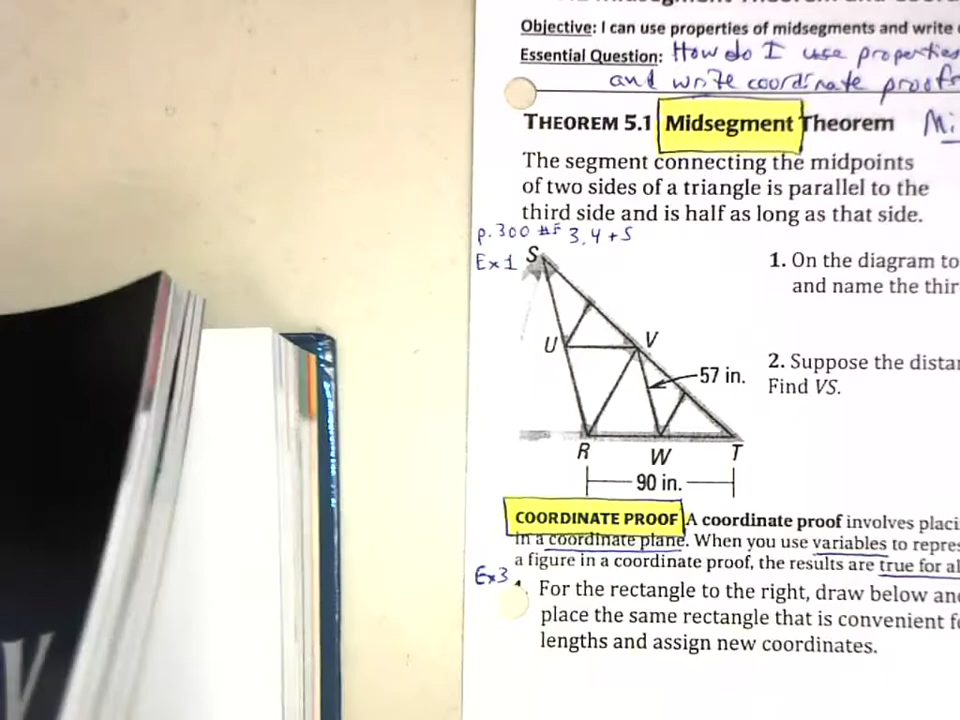 Objective: I can use properties of midsegments and write
Essential Question: How do I use properties
and write coordinate proofs
THEOREM 5.1 Midsegment Theorem Mi
The segment connecting the midpoints
of two sides of a triangle is parallel to the
third side and is half as long as that side.
p.300 #s 3,4+5
Ex1 S
1. On the diagram to
and name the thir
U V
57 in.
2. Suppose the distan
Find VS.
R W T
90 in.
COORDINATE PROOF A coordinate proof involves placi
in a coordinate plane. When you use variables to repres
a figure in a coordinate proof, the results are true for al
Ex3
For the rectangle to the right, draw below and
place the same rectangle that is convenient fo
lengths and assign new coordinates.